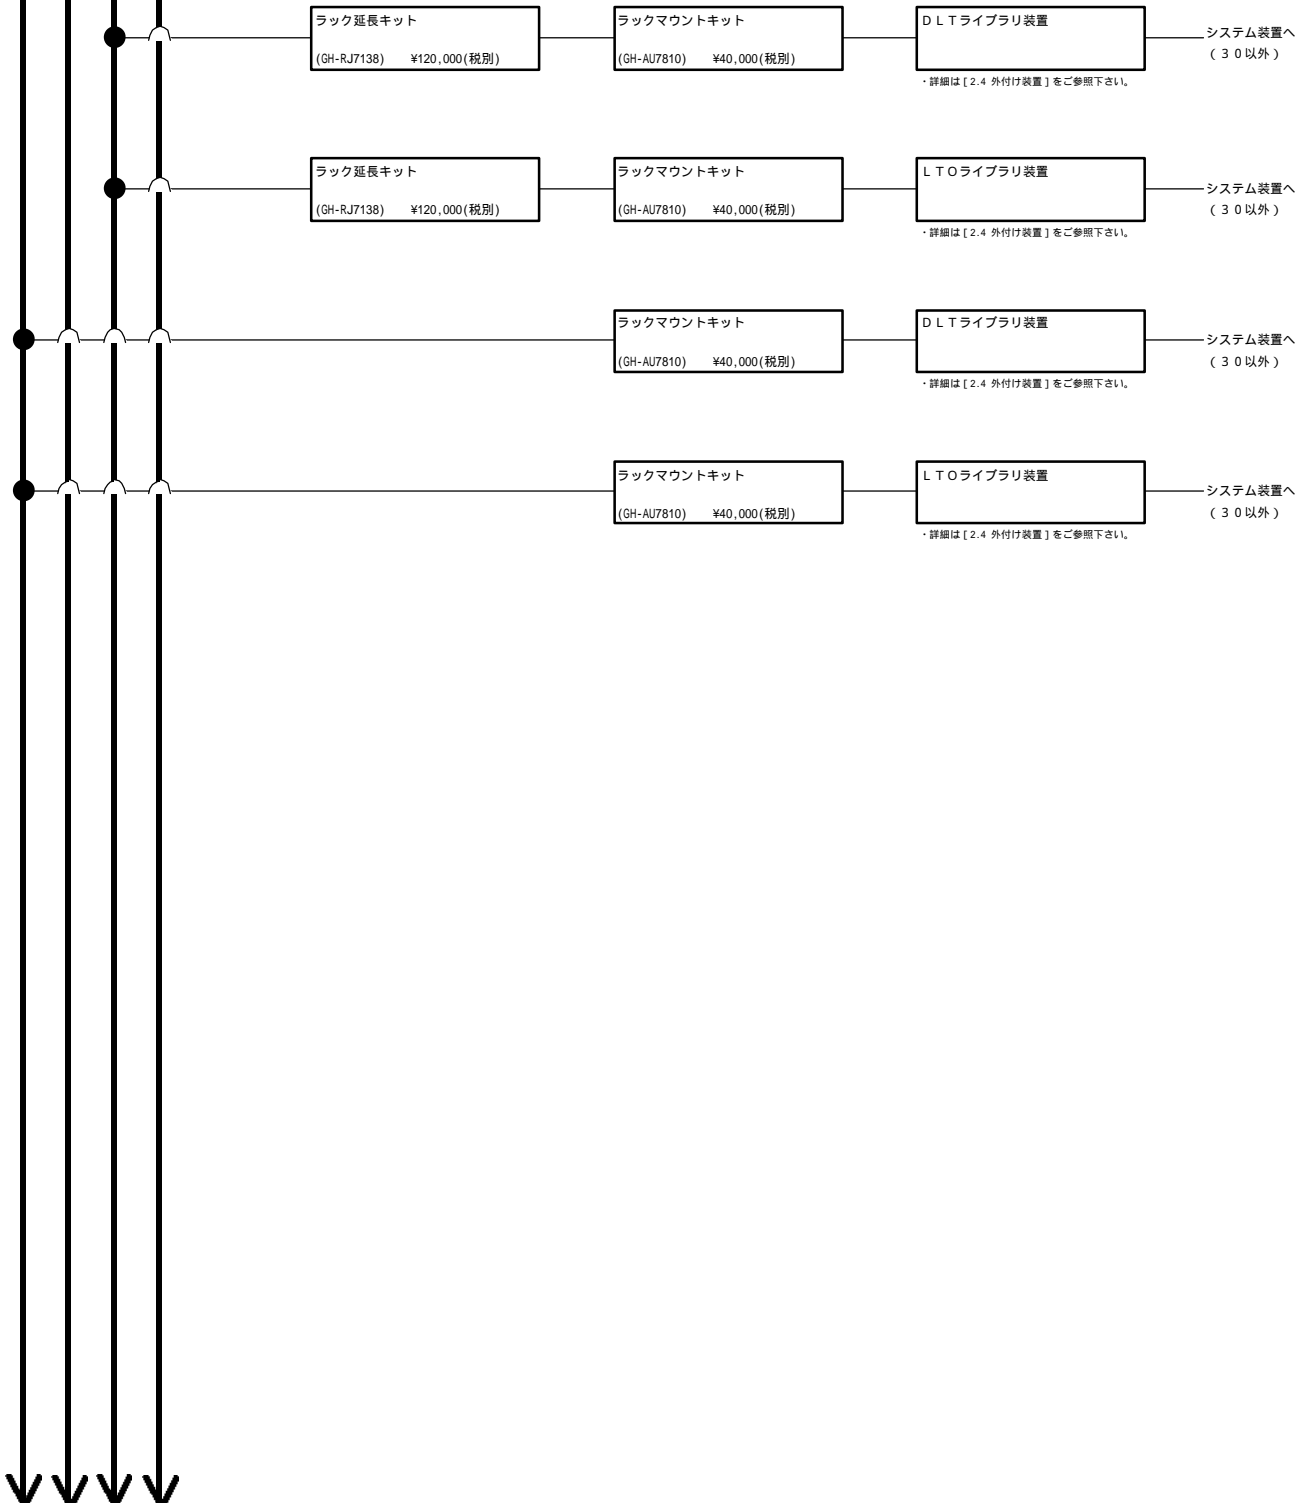 ラック延長キット
(GH-RJ7138) ¥120,000(税別)
ラックマウントキット
(GH-AU7810) ¥40,000(税別)
ＤＬＴライブラリ装置
・詳細は[2.4 外付け装置]をご参照下さい。
システム装置へ
(３０以外)
ラック延長キット
(GH-RJ7138) ¥120,000(税別)
ラックマウントキット
(GH-AU7810) ¥40,000(税別)
ＬＴＯライブラリ装置
・詳細は[2.4 外付け装置]をご参照下さい。
システム装置へ
(３０以外)
ラックマウントキット
(GH-AU7810) ¥40,000(税別)
ＤＬＴライブラリ装置
・詳細は[2.4 外付け装置]をご参照下さい。
システム装置へ
(３０以外)
ラックマウントキット
(GH-AU7810) ¥40,000(税別)
ＬＴＯライブラリ装置
・詳細は[2.4 外付け装置]をご参照下さい。
システム装置へ
(３０以外)